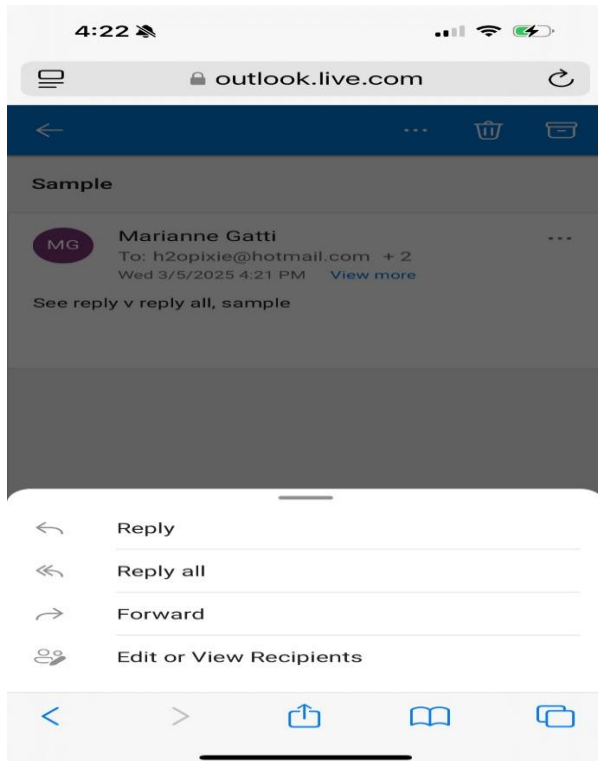 4:22
outlook.live.com
Sample
MG
Marianne Gatti
To: h2opixie@hotmail.com + 2
Wed 3/5/2025 4:21 PM View more
See reply v reply all, sample
Reply
Reply all
Forward
Edit or View Recipients